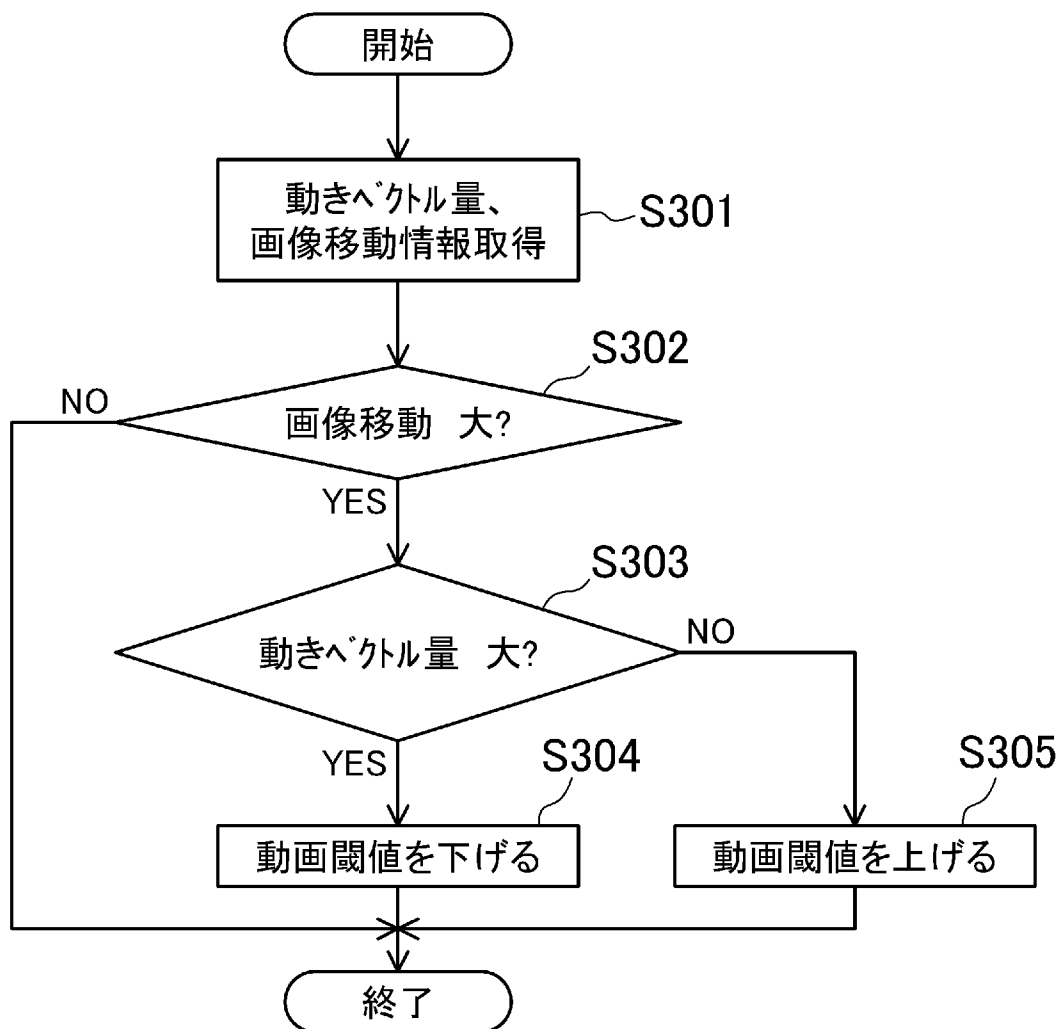 開始
動きﾍﾞｸﾄﾙ量、
画像移動情報取得
S301
S302
NO
画像移動　大?
YES
S303
動きﾍﾞｸﾄﾙ量　大?
NO
YES
S304
S305
動画閾値を下げる
動画閾値を上げる
終了